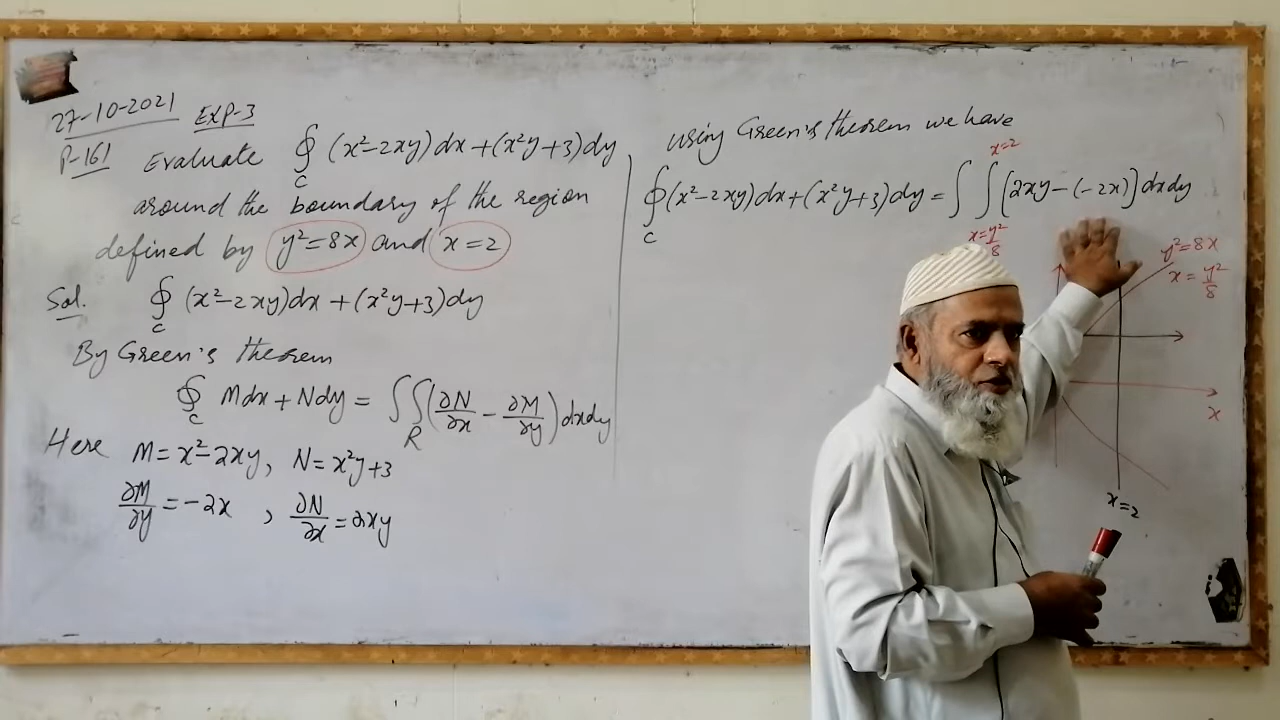 27-10-2021 EXP-3
P-161 Evaluate ∮_C (x²-2xy)dx+(x²y+3)dy
around the boundary of the region
defined by y²=8x and x=2
Sol. ∮_C (x²-2xy)dx+(x²y+3)dy
By Green's theorem
∮_C Mdx+Ndy = ∫∫_R (∂N/∂x - ∂M/∂y) dxdy
Here M=x²-2xy, N=x²y+3
∂M/∂y = -2x , ∂N/∂x = 2xy
using Green's theorem we have
x=2
∮_C (x²-2xy)dx+(x²y+3)dy = ∫ ∫ [2xy-(-2x)]dxdy
x=y²/8
y²=8x
x=y²/8
x
x=2